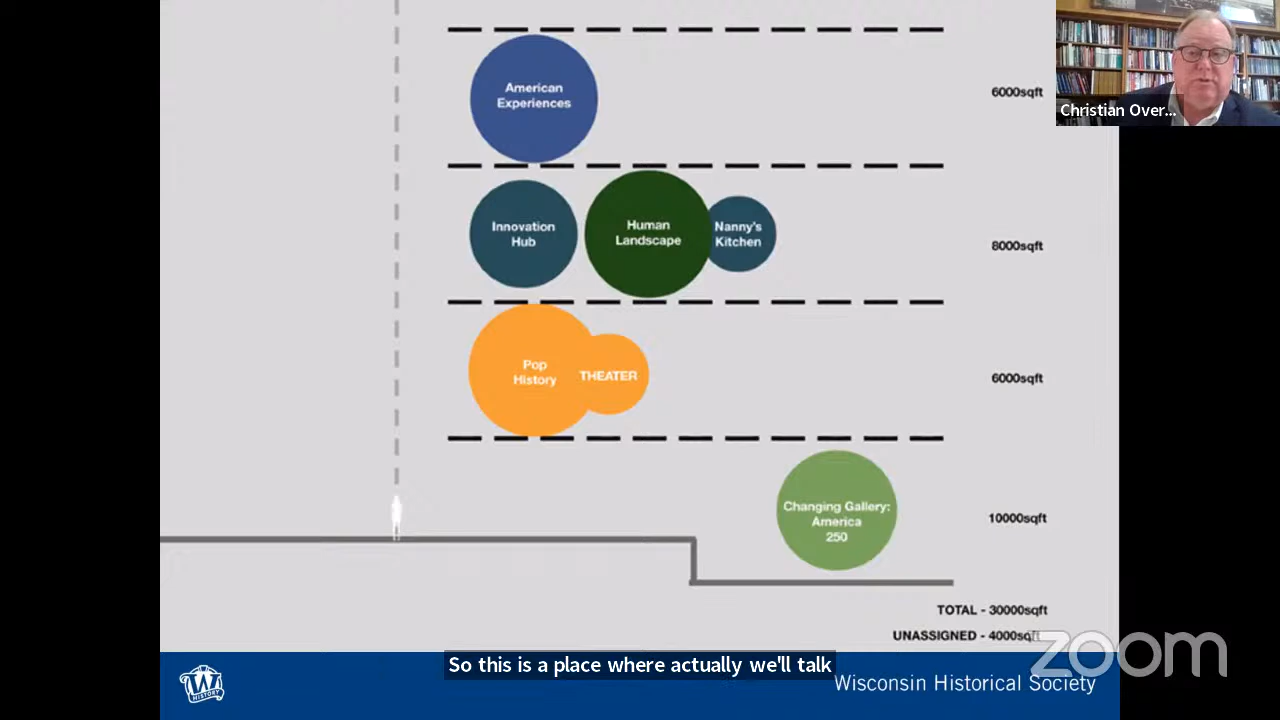 American
Experiences
6000sqft
Christian Over...
Innovation
Hub
Human
Landscape
Nanny's
Kitchen
8000sqft
Pop
History
THEATER
6000sqft
Changing Gallery:
America
250
10000sqft
TOTAL - 30000sqft
UNASSIGNED - 4000sqft
zoom
So this is a place where actually we'll talk
W
HISTORY
Wisconsin Historical Society